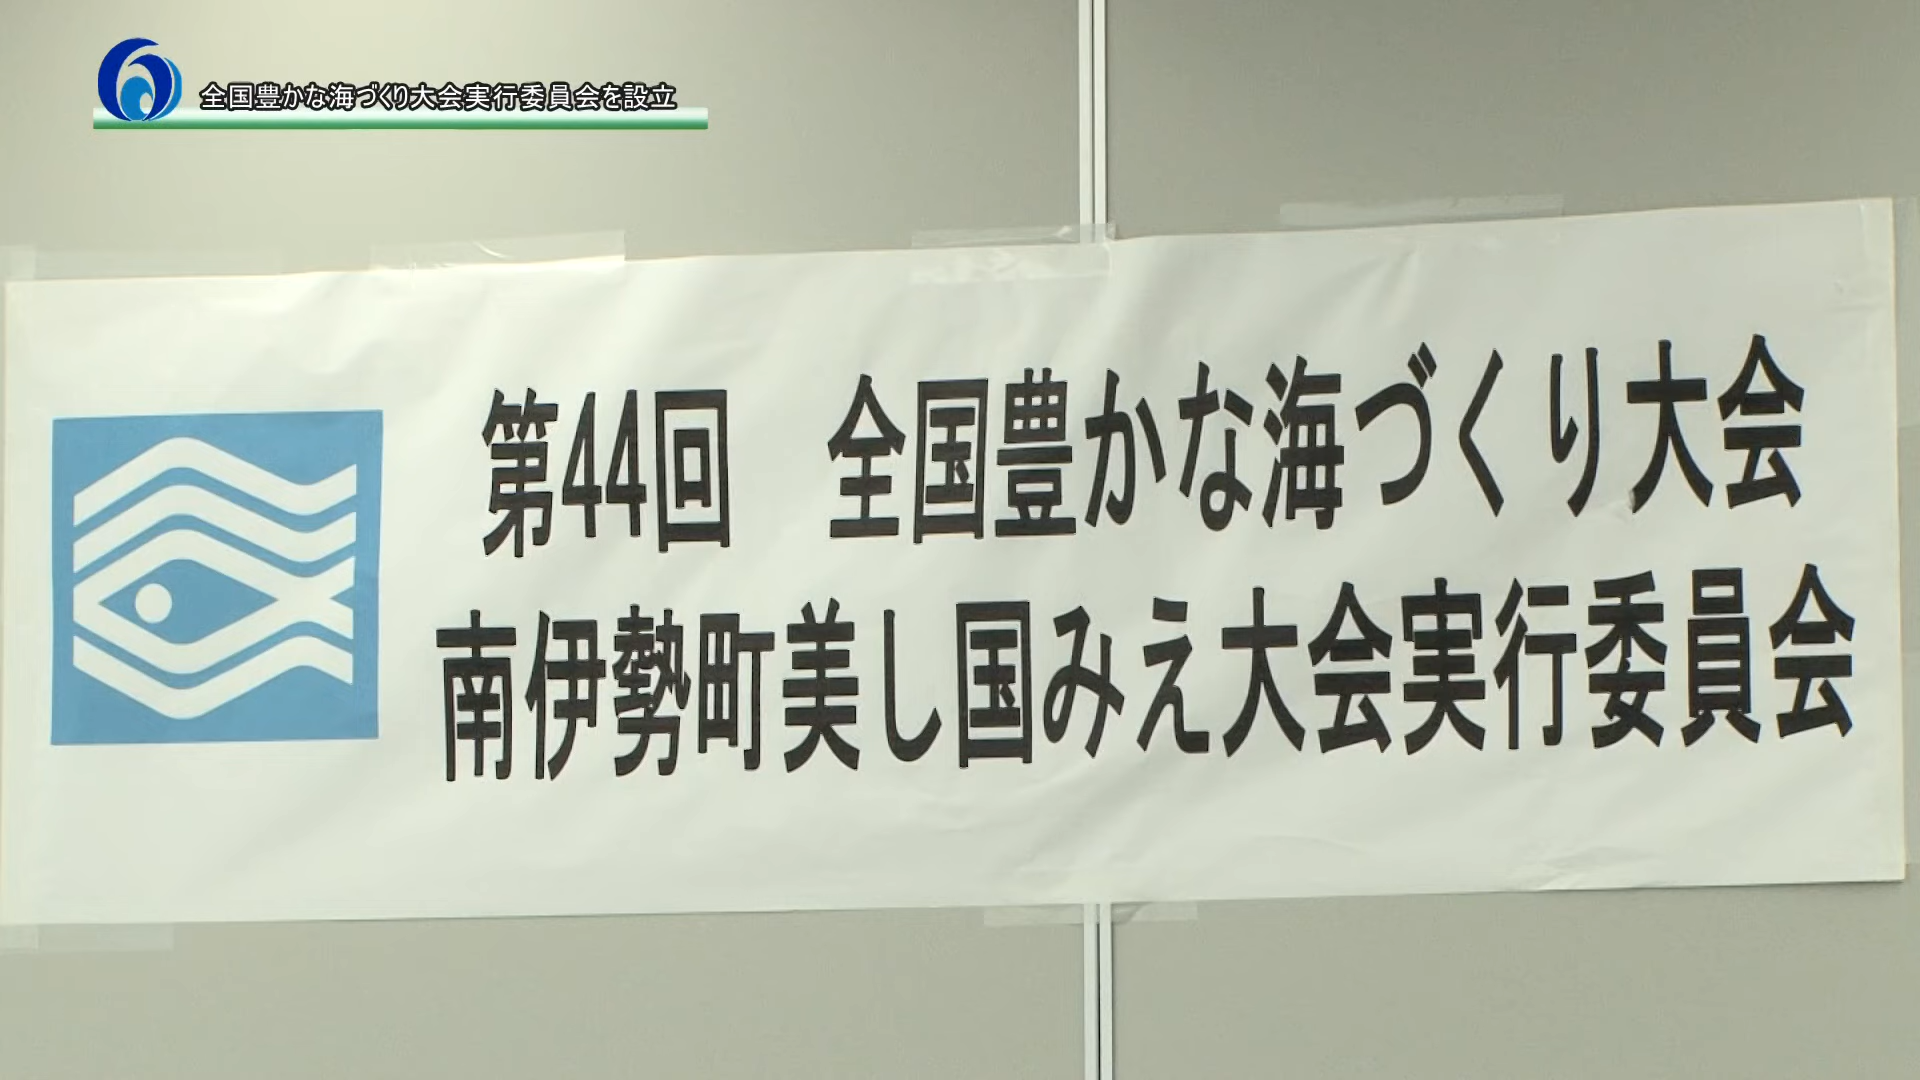 全国豊かな海づくり大会実行委員会を設立
第44回　全国豊かな海づくり大会
南伊勢町美し国みえ大会実行委員会